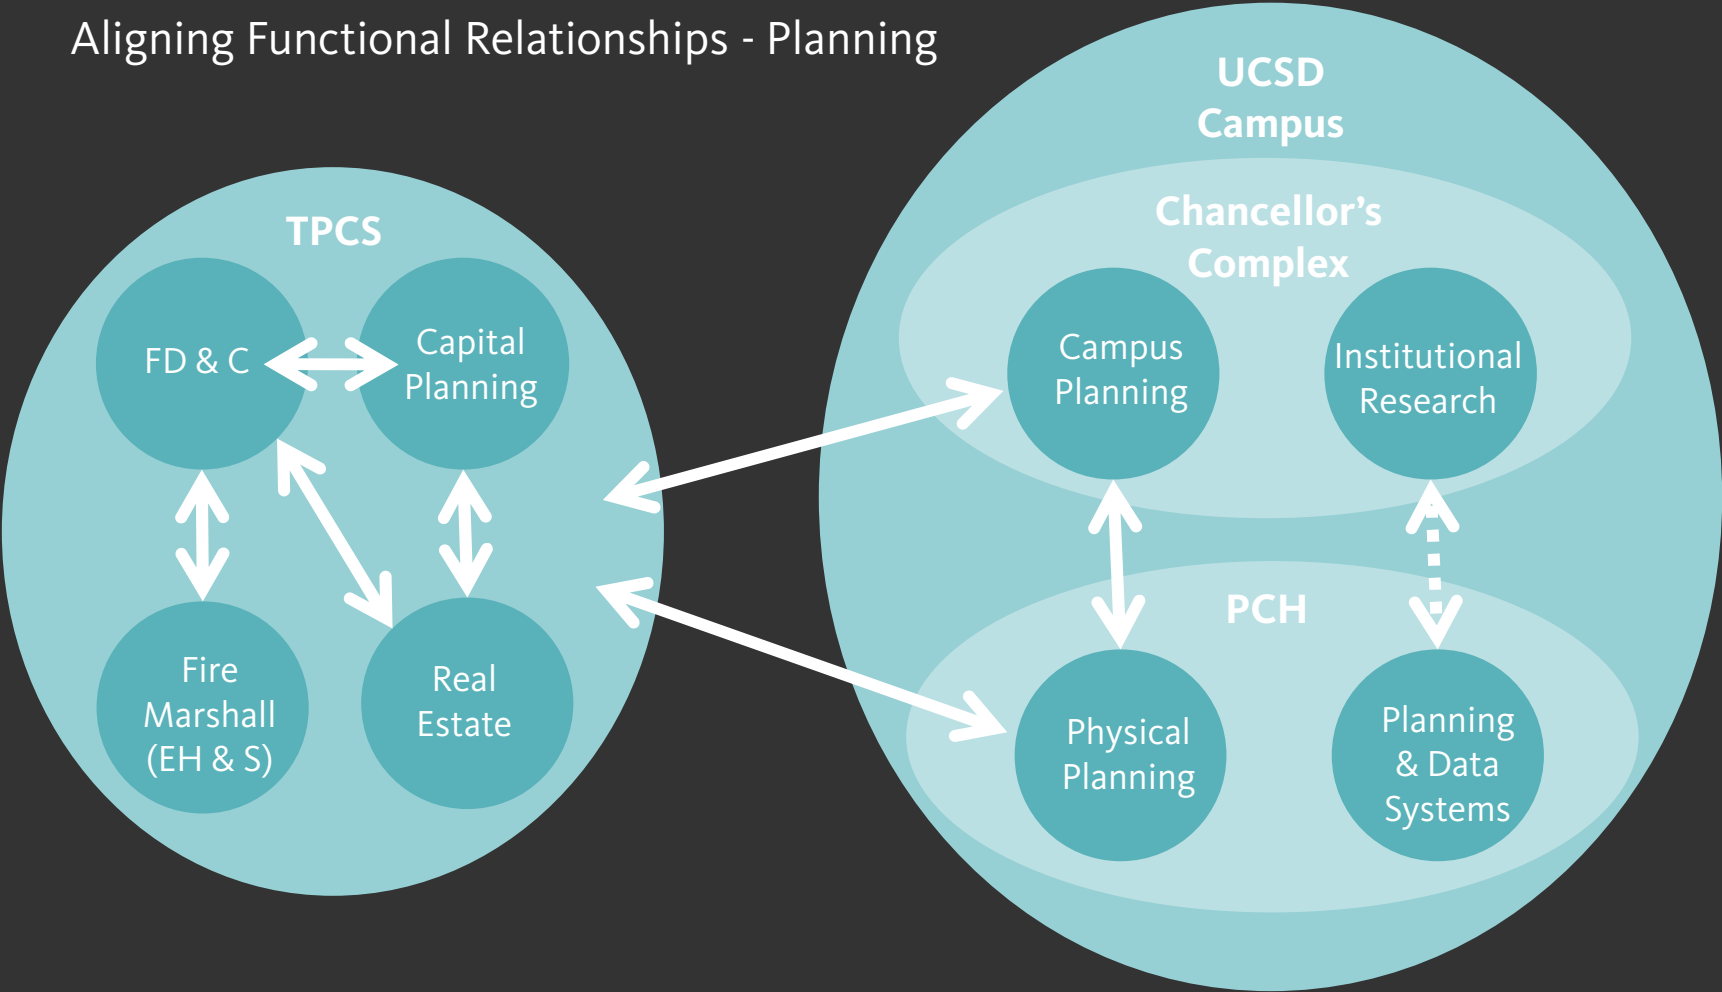 Aligning Functional Relationships - Planning
TPCS
FD & C
Capital
Planning
Fire
Marshall
(EH & S)
Real
Estate
UCSD
Campus
Chancellor’s
Complex
Campus
Planning
Institutional
Research
PCH
Physical
Planning
Planning
& Data
Systems